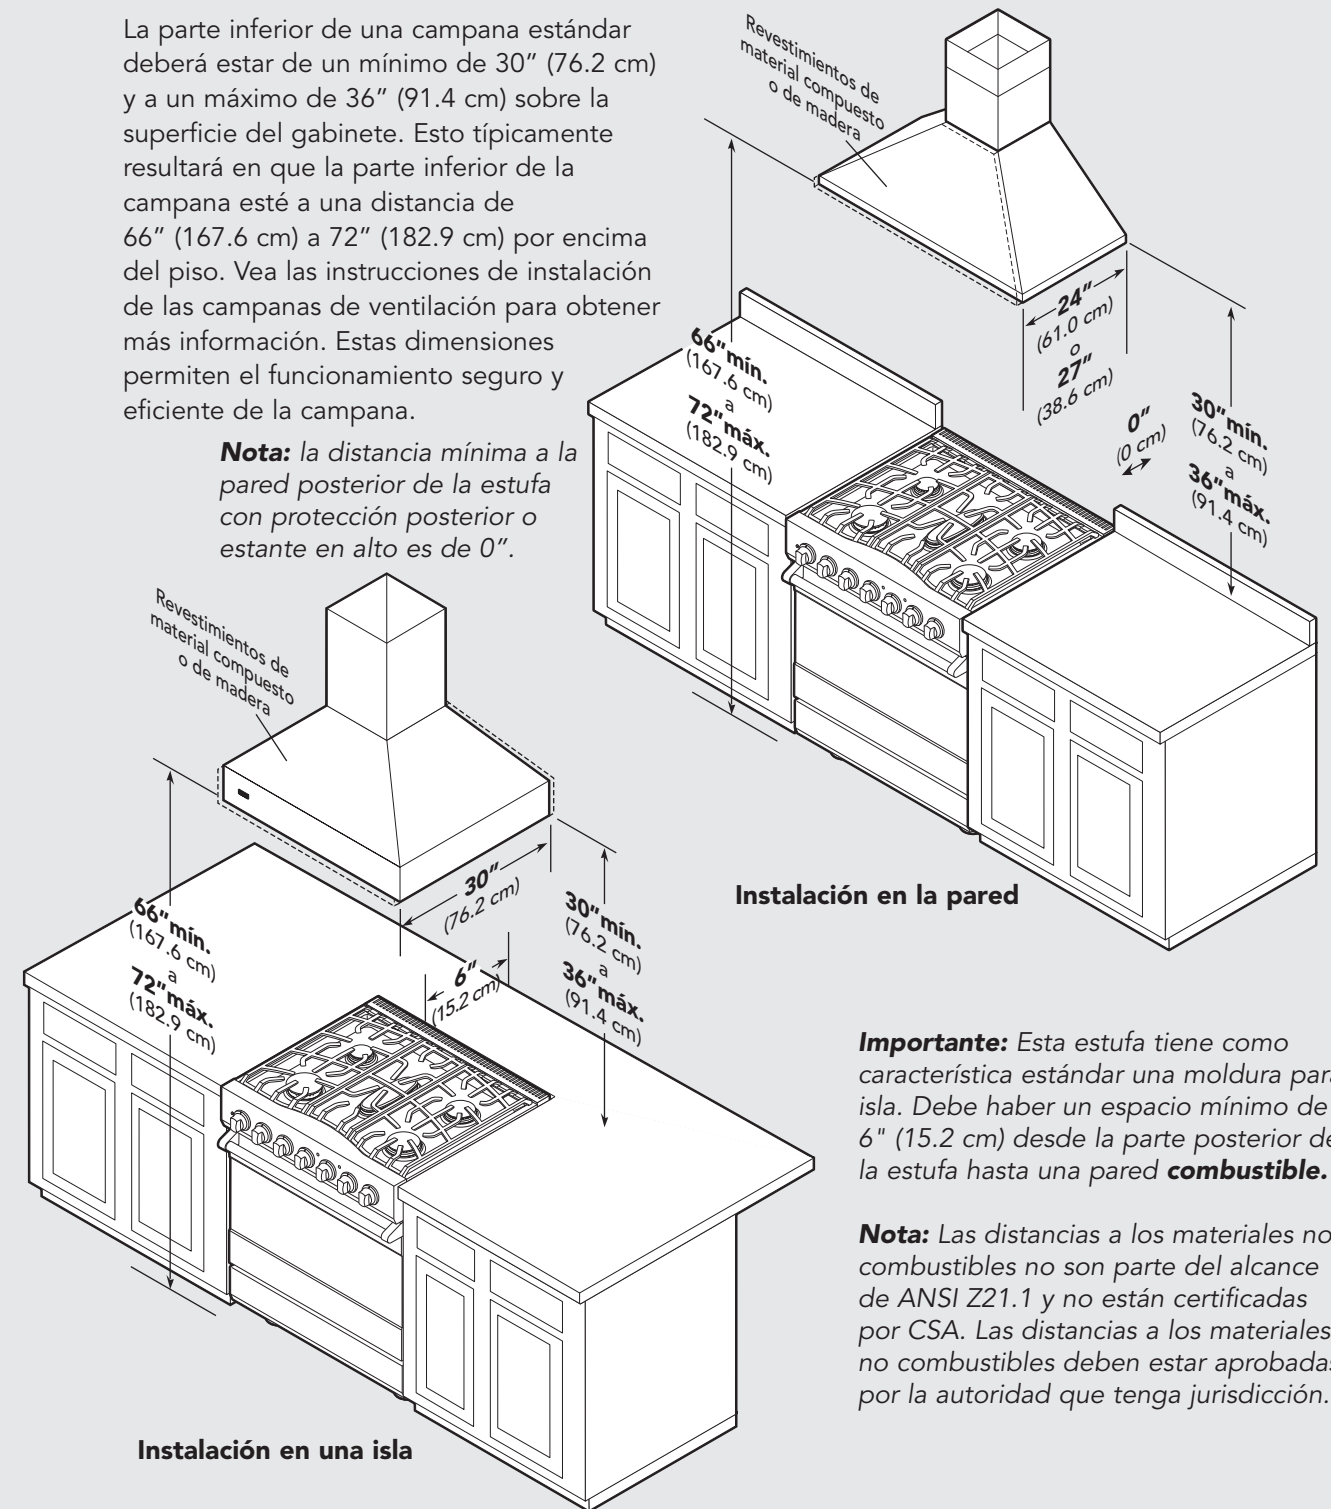 La parte inferior de una campana estándar
deberá estar de un mínimo de 30” (76.2 cm)
y a un máximo de 36” (91.4 cm) sobre la
superficie del gabinete. Esto típicamente
resultará en que la parte inferior de la
campana esté a una distancia de
66” (167.6 cm) a 72” (182.9 cm) por encima
del piso. Vea las instrucciones de instalación
de las campanas de ventilación para obtener
más información. Estas dimensiones
permiten el funcionamiento seguro y
eficiente de la campana.
Nota: la distancia mínima a la
pared posterior de la estufa
con protección posterior o
estante en alto es de 0”.
Revestimientos de
material compuesto
o de madera
66” mín.
(167.6 cm)
a
72” máx.
(182.9 cm)
24”
(61.0 cm)
o
27”
(38.6 cm)
0”
(0 cm)
30” mín.
(76.2 cm)
a
36” máx.
(91.4 cm)
Instalación en la pared
Revestimientos de
material compuesto
o de madera
66” mín.
(167.6 cm)
a
72” máx.
(182.9 cm)
30”
(76.2 cm)
6”
(15.2 cm)
30” mín.
(76.2 cm)
a
36” máx.
(91.4 cm)
Instalación en una isla
Importante: Esta estufa tiene como
característica estándar una moldura para
isla. Debe haber un espacio mínimo de
6" (15.2 cm) desde la parte posterior de
la estufa hasta una pared combustible.
Nota: Las distancias a los materiales no
combustibles no son parte del alcance
de ANSI Z21.1 y no están certificadas
por CSA. Las distancias a los materiales
no combustibles deben estar aprobadas
por la autoridad que tenga jurisdicción.